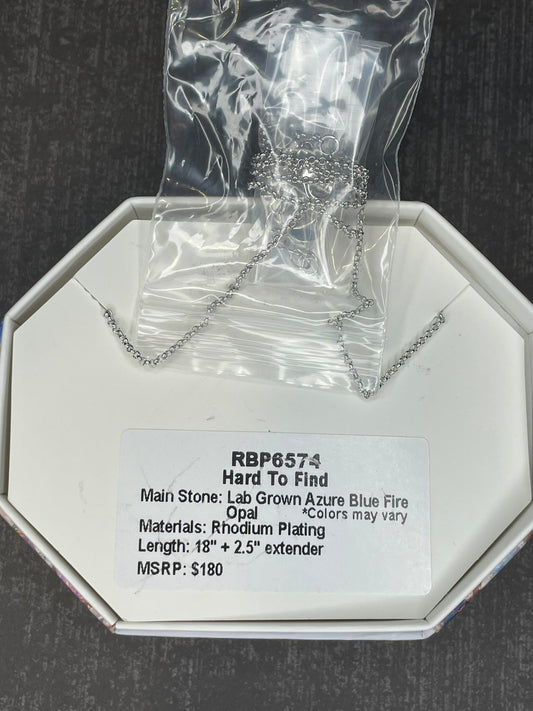 RBP6574
Hard To Find
Main Stone: Lab Grown Azure Blue Fire
Opal *Colors may vary
Materials: Rhodium Plating
Length: 18" + 2.5" extender
MSRP: $180